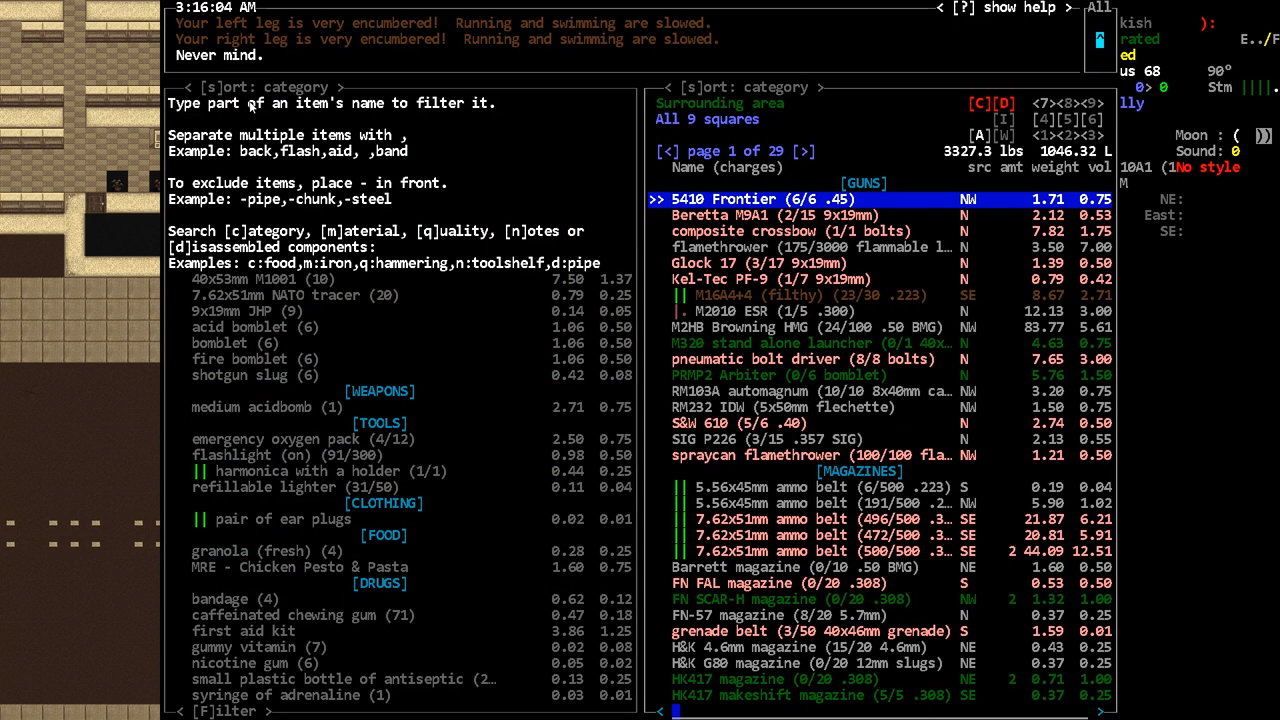 3:16:04 AM
< [?] show help >
All
Your left leg is very encumbered!  Running and swimming are slowed.
Your right leg is very encumbered!  Running and swimming are slowed.
Never mind.
< [s]ort: category >
Type part of an item's name to filter it.
Separate multiple items with ,
Example: back,flash,aid, ,band
To exclude items, place - in front.
Example: -pipe,-chunk,-steel
Search [c]ategory, [m]aterial, [q]uality, [n]otes or
[d]isassembled components:
Examples: c:food,m:iron,q:hammering,n:toolshelf,d:pipe
40x53mm M1001 (10) 7.50 1.37
7.62x51mm NATO tracer (20) 0.79 0.25
9x19mm JHP (9) 0.14 0.05
acid bomblet (6) 1.06 0.50
bomblet (6) 1.06 0.50
fire bomblet (6) 1.06 0.50
shotgun slug (6) 0.42 0.08
[WEAPONS]
medium acidbomb (1) 2.71 0.75
[TOOLS]
emergency oxygen pack (4/12) 2.50 0.75
flashlight (on) (91/300) 0.98 0.50
|| harmonica with a holder (1/1) 0.44 0.25
refillable lighter (31/50) 0.11 0.04
[CLOTHING]
|| pair of ear plugs 0.02 0.01
[FOOD]
granola (fresh) (4) 0.28 0.25
MRE - Chicken Pesto & Pasta 1.60 0.75
[DRUGS]
bandage (4) 0.62 0.12
caffeinated chewing gum (71) 0.47 0.18
first aid kit 3.86 1.25
gummy vitamin (7) 0.05 0.02
nicotine gum (6) 0.05 0.02
small plastic bottle of antiseptic (2… 0.13 0.25
syringe of adrenaline (1) 0.03 0.01
< [F]ilter >
< [s]ort: category >
Surrounding area [C][D] <7><8><9>
All 9 squares [I] [4][5][6]
[A][W] <1><2><3>
[<] page 1 of 29 [>] 3327.3 lbs 1046.32 L
Name (charges) src amt weight vol
[GUNS]
>> 5410 Frontier (6/6 .45) NW 1.71 0.75
Beretta M9A1 (2/15 9x19mm) N 2.12 0.53
composite crossbow (1/1 bolts) N 7.82 1.75
flamethrower (175/3000 flammable l… N 3.50 7.00
Glock 17 (3/17 9x19mm) N 1.39 0.50
Kel-Tec PF-9 (1/7 9x19mm) N 0.79 0.42
|| M16A4+4 (filthy) (23/30 .223) SE 8.67 2.71
|. M2010 ESR (1/5 .300) N 12.13 3.00
M2HB Browning HMG (24/100 .50 BMG) NW 83.77 5.61
M320 stand alone launcher (0/1 40x… N 4.63 0.75
pneumatic bolt driver (8/8 bolts) N 7.65 3.00
PRMP2 Arbiter (0/6 bomblet) N 5.76 1.50
RM103A automagnum (10/10 8x40mm ca… NW 3.20 0.75
RM232 IDW (5x50mm flechette) NW 1.50 0.75
S&W 610 (5/6 .40) N 2.74 0.50
SIG P226 (3/15 .357 SIG) N 2.13 0.55
spraycan flamethrower (100/100 fla… N 1.21 0.50
[MAGAZINES]
|| 5.56x45mm ammo belt (6/500 .223) S 0.19 0.04
|| 5.56x45mm ammo belt (191/500 .2… N 5.90 1.02
|| 7.62x51mm ammo belt (496/500 .3… SE 21.87 6.21
|| 7.62x51mm ammo belt (472/500 .3… SE 20.81 5.91
|| 7.62x51mm ammo belt (500/500 .3… SE 2 44.09 12.51
Barrett magazine (0/10 .50 BMG) NE 1.60 0.50
FN FAL magazine (0/20 .308) S 0.53 0.50
FN SCAR-H magazine (0/20 .308) NW 2 1.32 1.00
FN-57 magazine (8/20 5.7mm) N 0.37 0.25
grenade belt (3/50 40x46mm grenade) S 1.59 0.01
H&K 4.6mm magazine (15/20 4.6mm) NE 0.43 0.25
H&K G80 magazine (0/20 12mm slugs) N 0.37 0.25
HK417 magazine (0/20 .308) NE 2 0.71 1.00
HK417 makeshift magazine (5/5 .308) SE 0.37 0.25
< >
kish ):
rated E../F
ed
us 68 90°
0> 0 Stm ||||.
lly
Moon : ( ))
Sound: 0
10A1 (1No style
M
NE:
East:
SE: